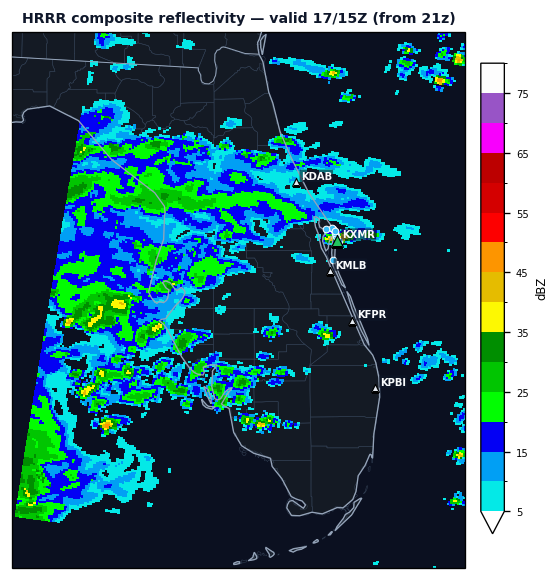 HRRR composite reflectivity — valid 17/15Z (from 21z)
KDAB
KXMR
KMLB
KFPR
KPBI
75
65
55
45
35
25
15
5
dBZ